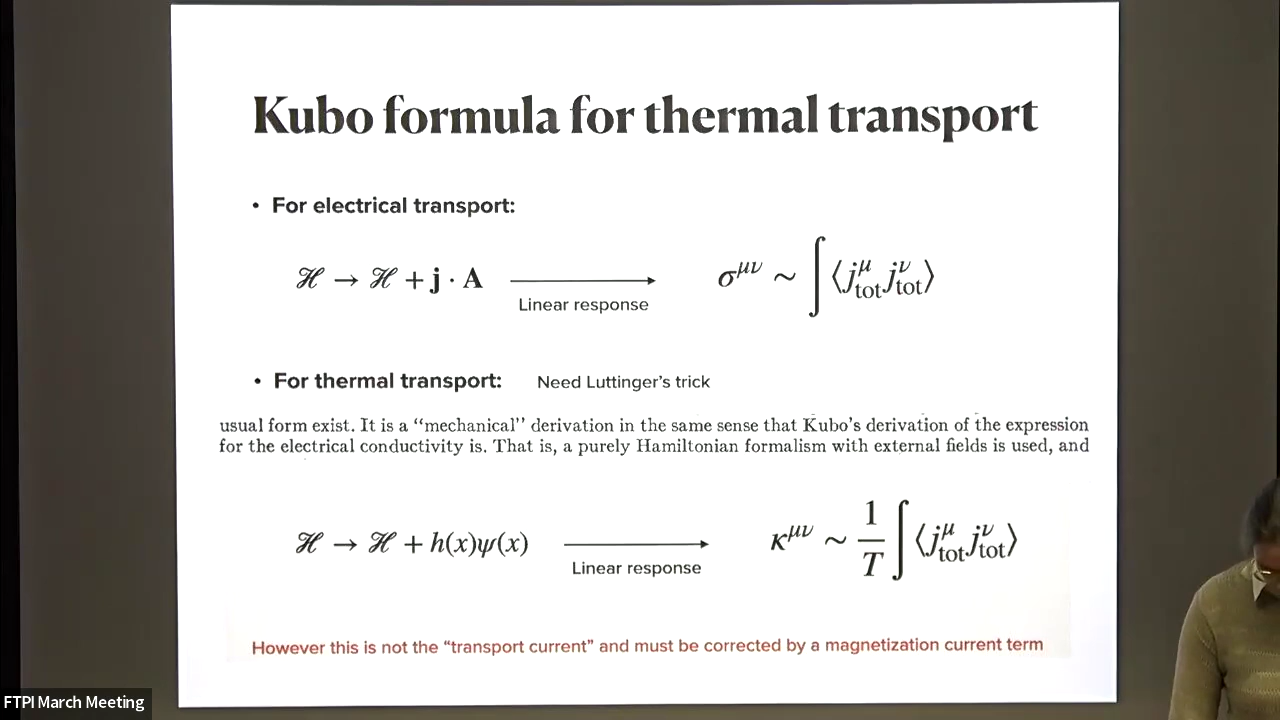 Kubo formula for thermal transport
• For electrical transport:
ℋ → ℋ + j · A
Linear response
σ^{μν} ~ ∫⟨j^μ_tot j^ν_tot⟩
• For thermal transport: Need Luttinger's trick
usual form exist. It is a "mechanical" derivation in the same sense that Kubo's derivation of the expression
for the electrical conductivity is. That is, a purely Hamiltonian formalism with external fields is used, and
ℋ → ℋ + h(x)ψ(x)
Linear response
κ^{μν} ~ 1/T ∫⟨j^μ_tot j^ν_tot⟩
However this is not the "transport current" and must be corrected by a magnetization current term
FTPI March Meeting